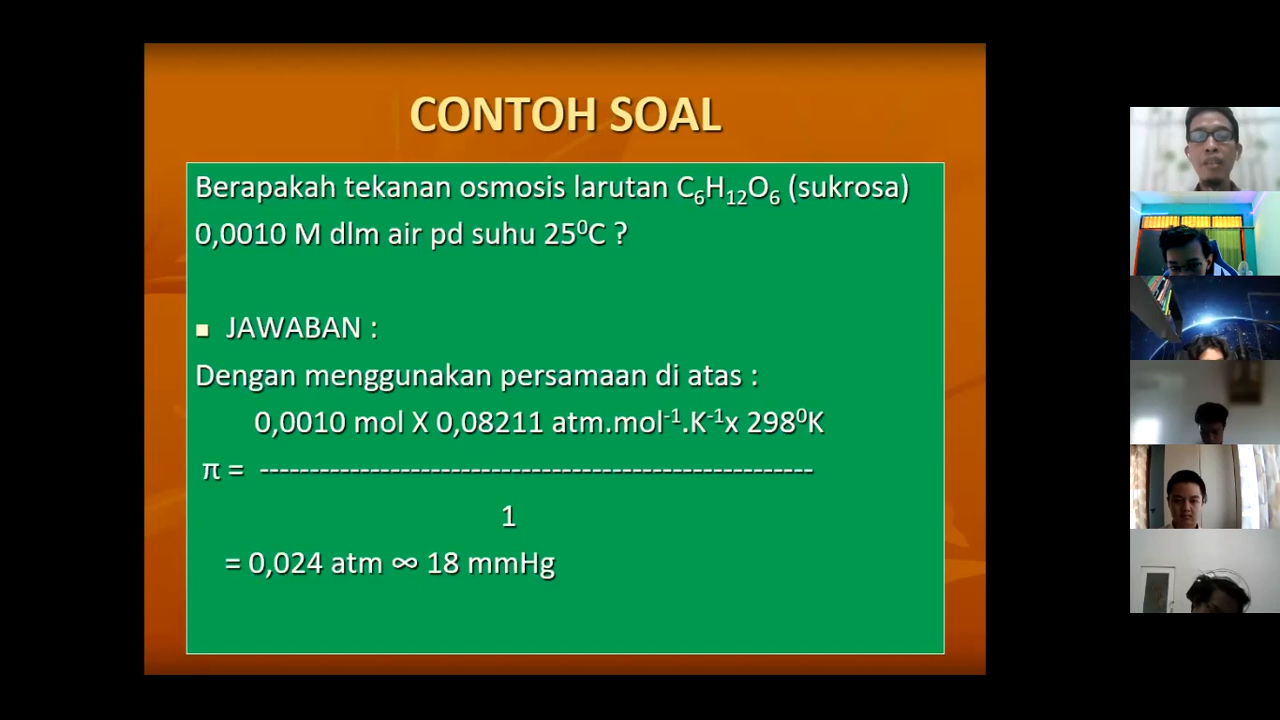 CONTOH SOAL
Berapakah tekanan osmosis larutan C₆H₁₂O₆ (sukrosa)
0,0010 M dlm air pd suhu 25⁰C ?
■ JAWABAN :
Dengan menggunakan persamaan di atas :
0,0010 mol X 0,08211 atm.mol⁻¹.K⁻¹x 298⁰K
π = -------------------------------------------------------
1
= 0,024 atm ∞ 18 mmHg